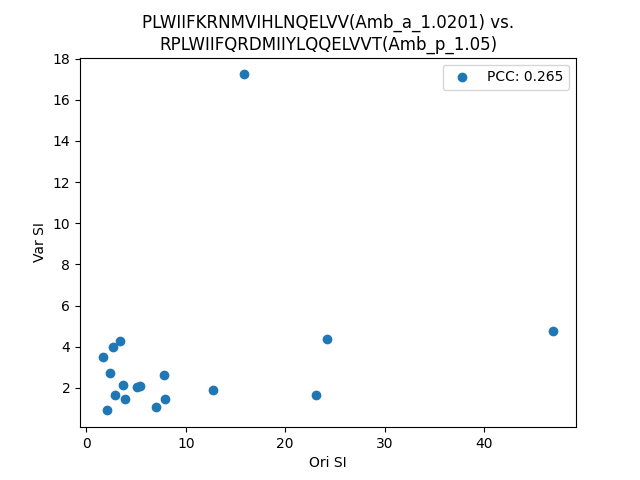 PLWIIFKRNMVIHLNQELVV(Amb_a_1.0201) vs.
RPLWIIFQRDMIIYLQQELVVT(Amb_p_1.05)
PCC: 0.265
18
16
14
12
10
8
6
4
2
Var SI
0 10 20 30 40
Ori SI